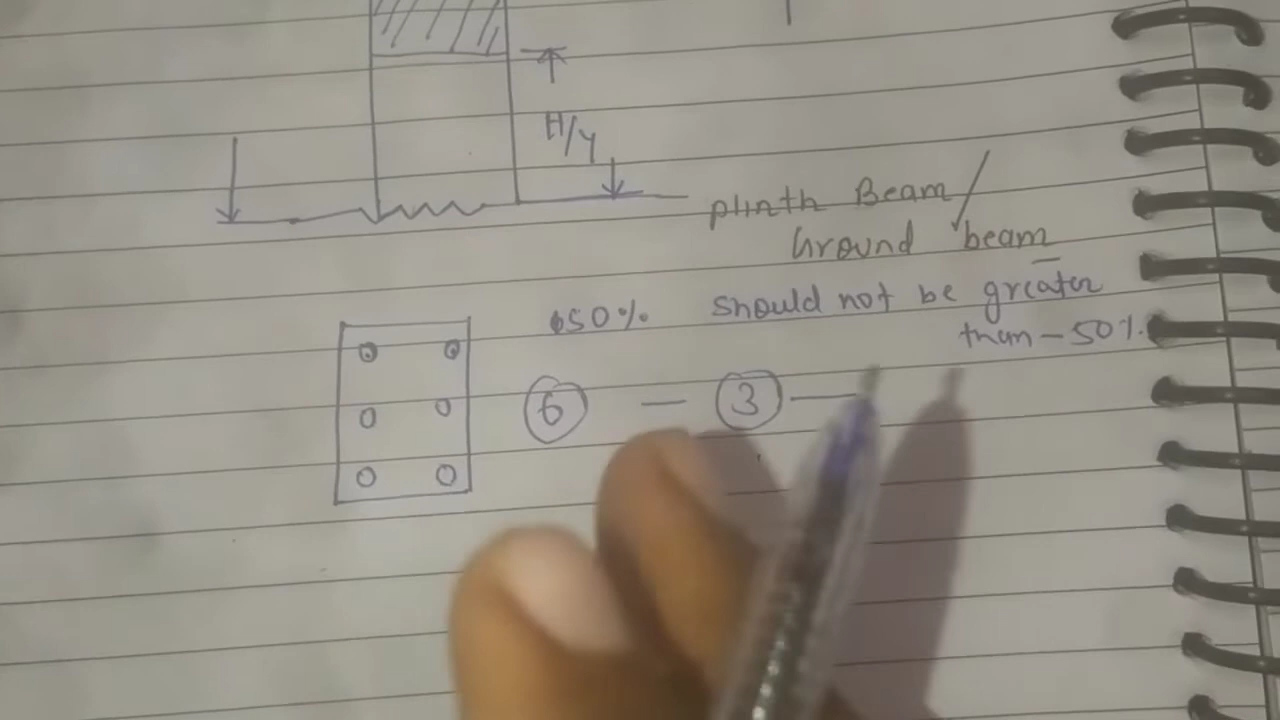 H/4
plinth Beam/
Ground beam
50% should not be greater
than - 50%.
6 - 3 -